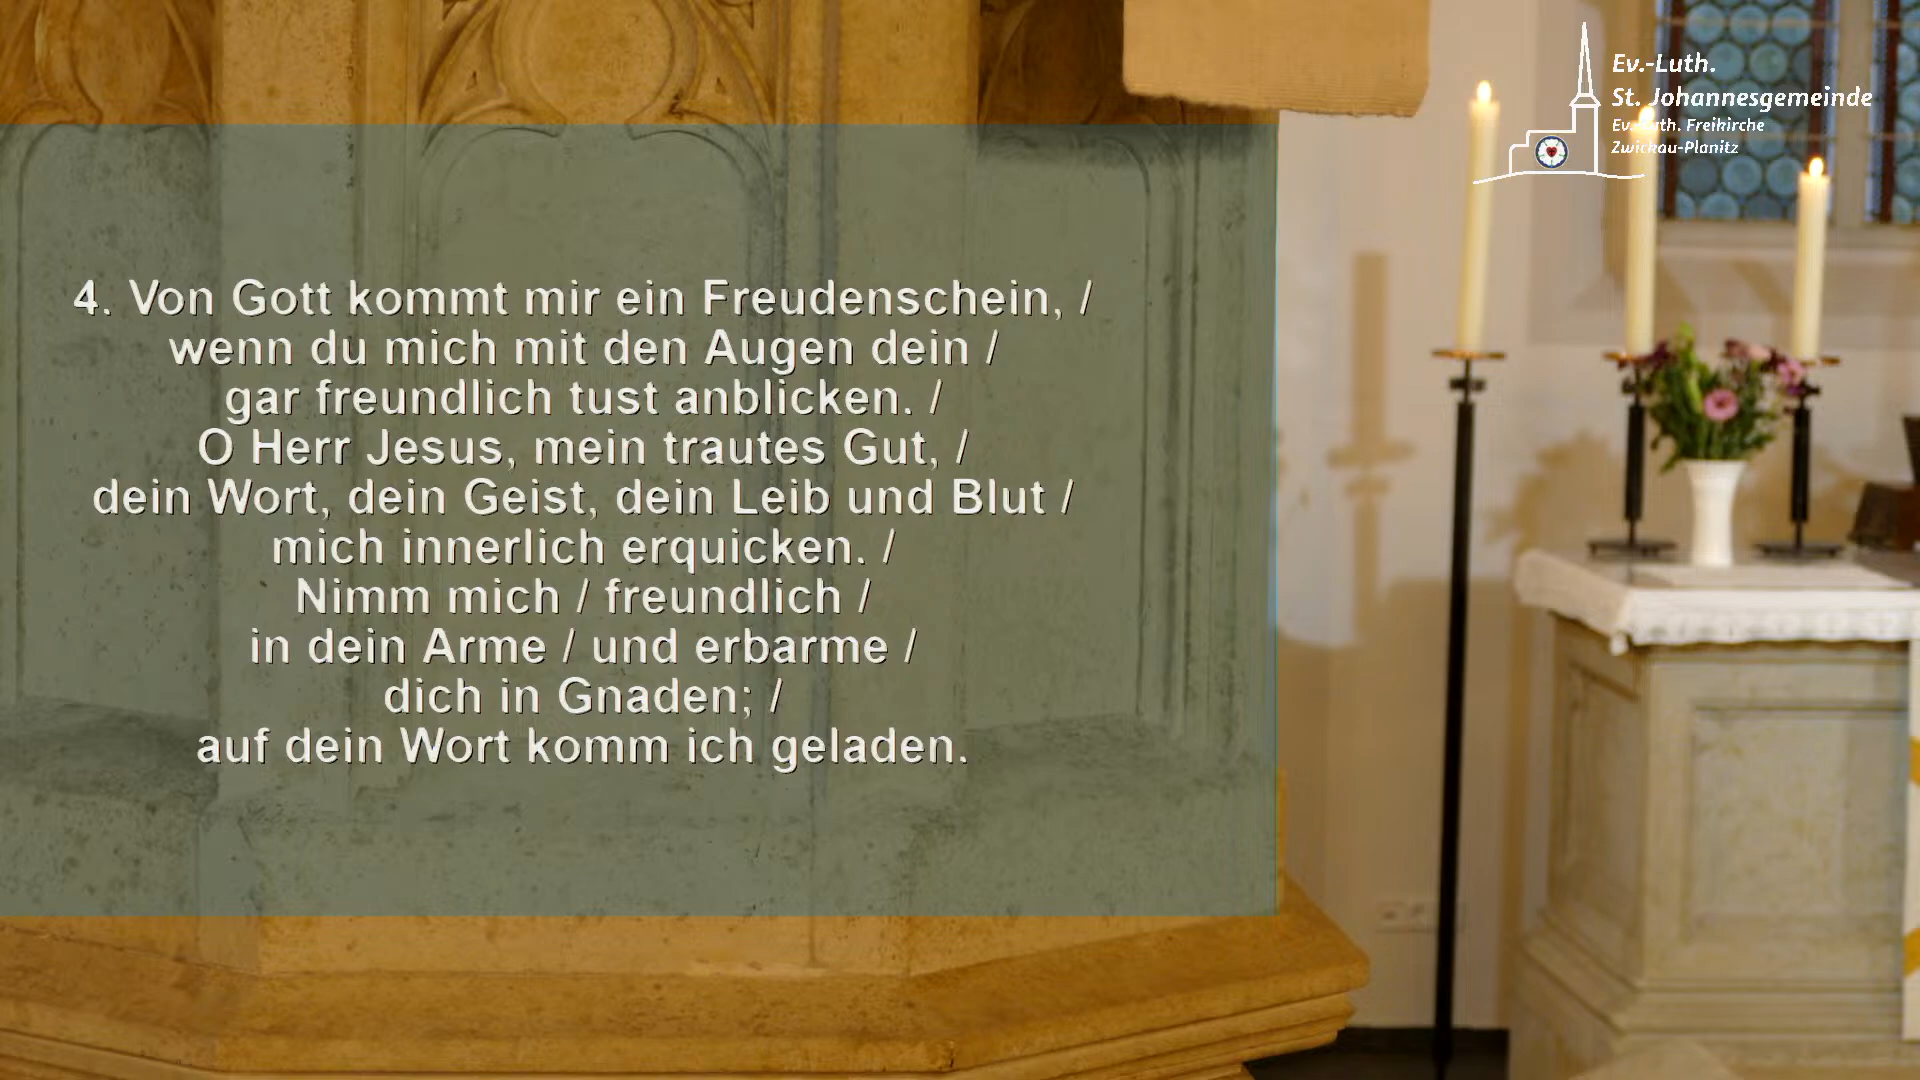 Ev.-Luth.
St. Johannesgemeinde
Ev.-Luth. Freikirche
Zwickau-Planitz
4. Von Gott kommt mir ein Freudenschein, /
wenn du mich mit den Augen dein /
gar freundlich tust anblicken. /
O Herr Jesus, mein trautes Gut, /
dein Wort, dein Geist, dein Leib und Blut /
mich innerlich erquicken. /
Nimm mich / freundlich /
in dein Arme / und erbarme /
dich in Gnaden; /
auf dein Wort komm ich geladen.